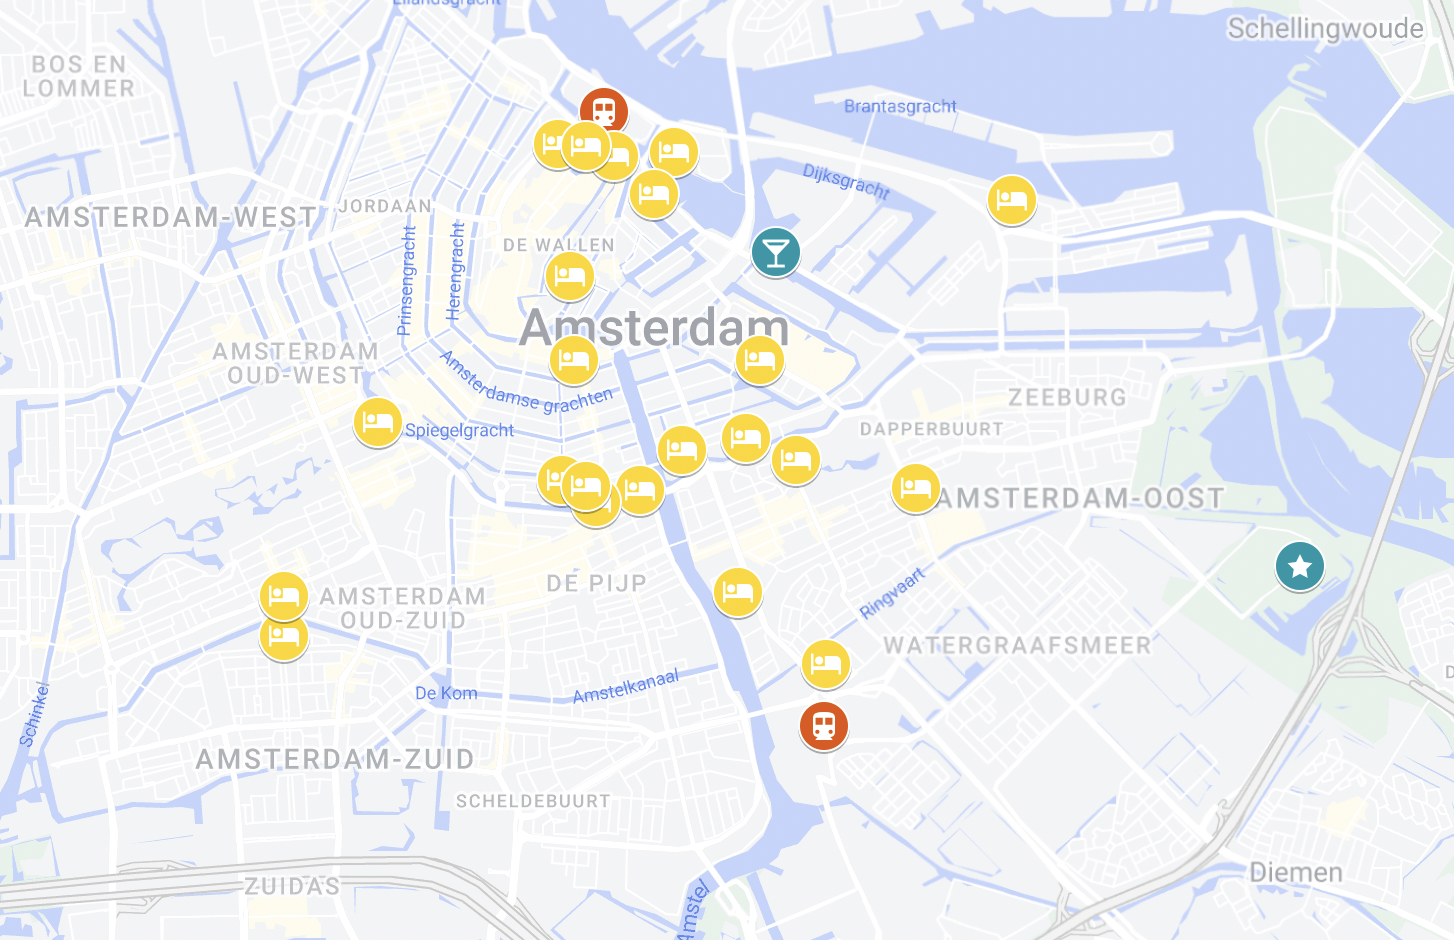 Eilandsgracht
Schellingwoude
BOS EN
LOMMER
Brantasgracht
Dijksgracht
AMSTERDAM-WEST
JORDAAN
DE WALLEN
Prinsengracht
Herengracht
Amsterdam
AMSTERDAM
OUD-WEST
Amsterdamse grachten
ZEEBURG
Spiegelgracht
DAPPERBUURT
AMSTERDAM-OOST
DE PIJP
AMSTERDAM
OUD-ZUID
Ringvaart
WATERGRAAFSMEER
Schinkel
De Kom
Amstelkanaal
D
AMSTERDAM-ZUID
SCHELDEBUURT
ZUIDAS
Diemen
Amstel